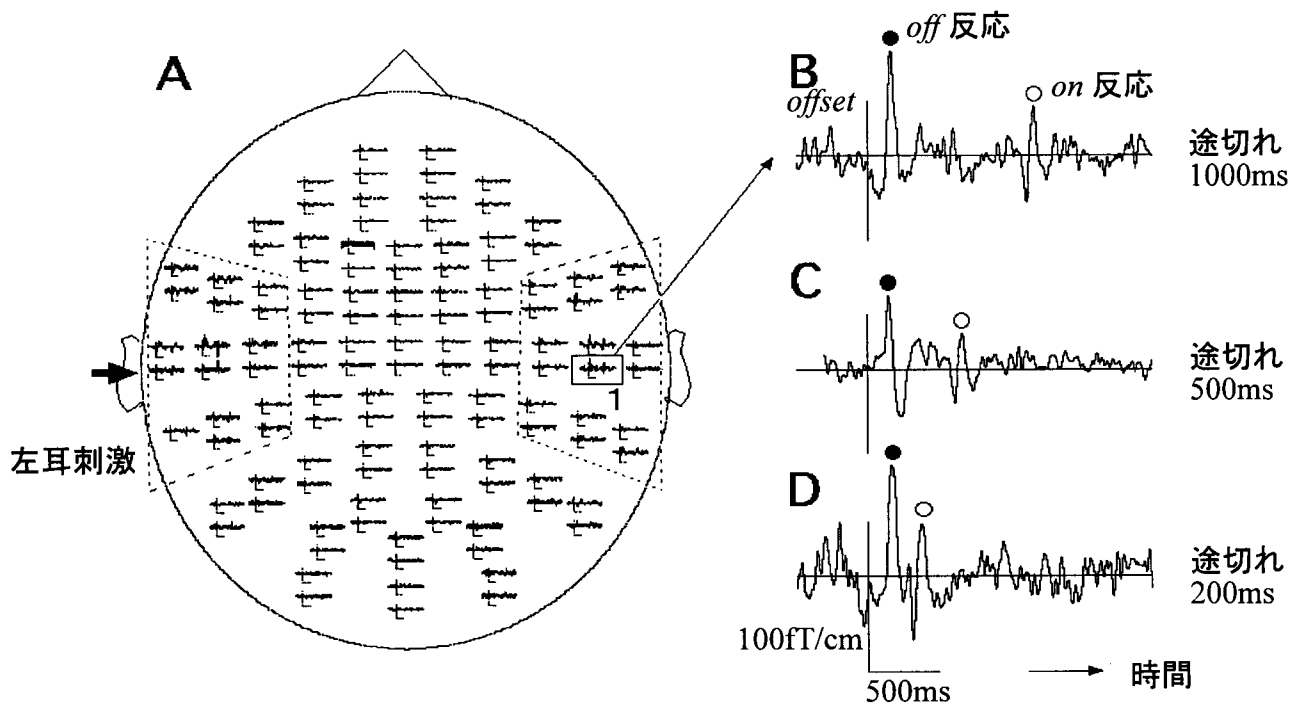 A
左耳刺激
1
B
offset
● off 反応
○ on 反応
途切れ
1000ms
C
途切れ
500ms
D
途切れ
200ms
100fT/cm
500ms
時間